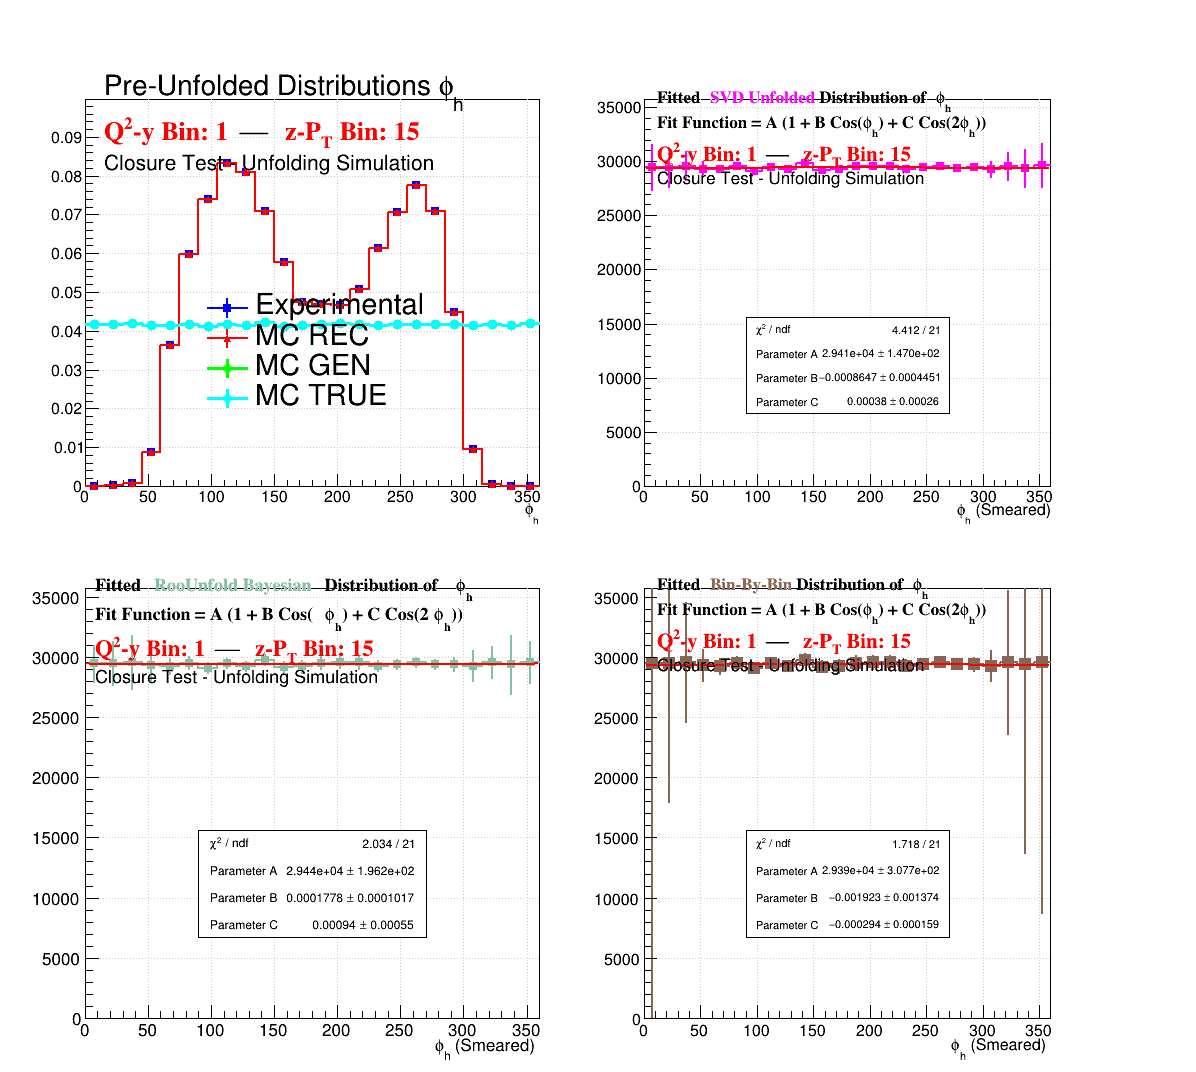 Pre-Unfolded Distributions ϕh
Q2-y Bin: 1 — z-PT Bin: 15
Closure Test - Unfolding Simulation
0.09
0.08
0.07
0.06
0.05
0.04
0.03
0.02
0.01
0
Experimental
MC REC
MC GEN
MC TRUE
50 100 150 200 250 300 350
ϕh
Fitted SVD Unfolded Distribution of ϕh
Fit Function = A (1 + B Cos(ϕh) + C Cos(2ϕh))
Q2-y Bin: 1 — z-PT Bin: 15
Closure Test - Unfolding Simulation
35000
30000
25000
20000
15000
10000
5000
0
χ2 / ndf 4.412 / 21
Parameter A 2.941e+04 ± 1.470e+02
Parameter B −0.0008647 ± 0.0004451
Parameter C 0.00038 ± 0.00026
0 50 100 150 200 250 300 350
ϕh (Smeared)
Fitted RooUnfold Bayesian Distribution of ϕh
Fit Function = A (1 + B Cos( ϕh) + C Cos(2 ϕh))
Q2-y Bin: 1 — z-PT Bin: 15
Closure Test - Unfolding Simulation
35000
30000
25000
20000
15000
10000
5000
0
χ2 / ndf 2.034 / 21
Parameter A 2.944e+04 ± 1.962e+02
Parameter B 0.0001778 ± 0.0001017
Parameter C 0.00094 ± 0.00055
0 50 100 150 200 250 300 350
ϕh (Smeared)
Fitted Bin-By-Bin Distribution of ϕh
Fit Function = A (1 + B Cos(ϕh) + C Cos(2ϕh))
Q2-y Bin: 1 — z-PT Bin: 15
Closure Test - Unfolding Simulation
35000
30000
25000
20000
15000
10000
5000
0
χ2 / ndf 1.718 / 21
Parameter A 2.939e+04 ± 3.077e+02
Parameter B −0.001923 ± 0.001374
Parameter C −0.000294 ± 0.000159
0 50 100 150 200 250 300 350
ϕh (Smeared)